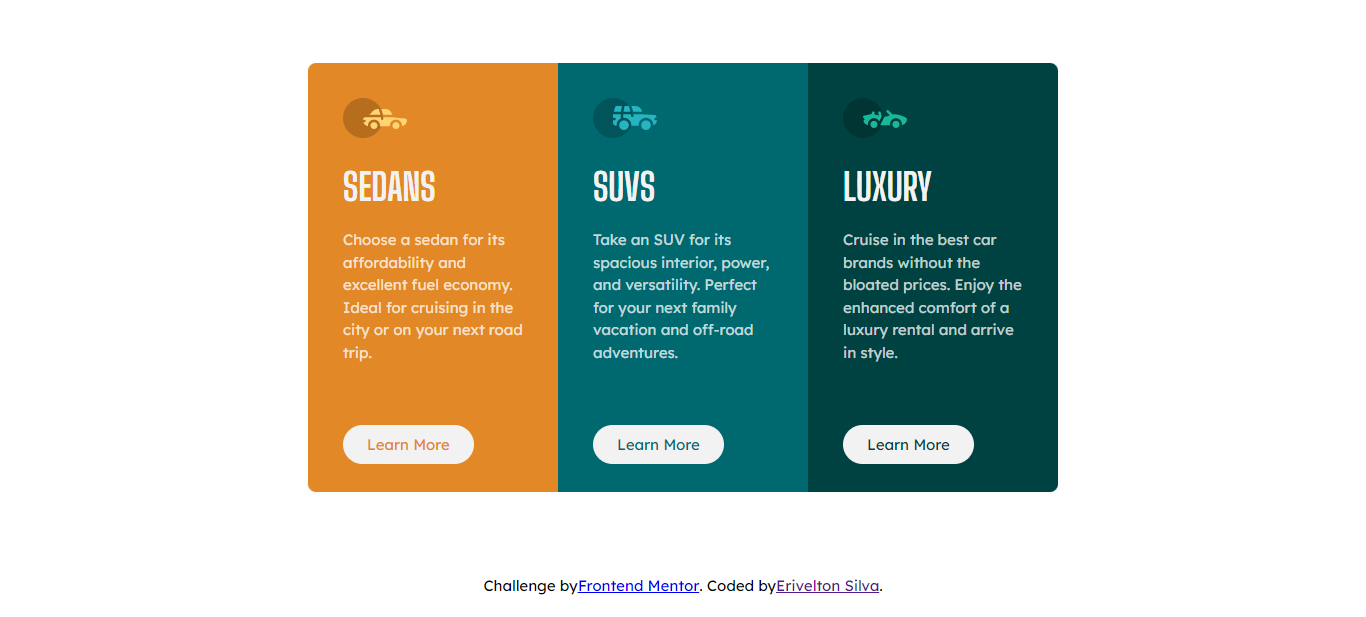 SEDANS
Choose a sedan for its
affordability and
excellent fuel economy.
Ideal for cruising in the
city or on your next road
trip.
Learn More
SUVS
Take an SUV for its
spacious interior, power,
and versatility. Perfect
for your next family
vacation and off-road
adventures.
Learn More
LUXURY
Cruise in the best car
brands without the
bloated prices. Enjoy the
enhanced comfort of a
luxury rental and arrive
in style.
Learn More
Challenge byFrontend Mentor. Coded byErivelton Silva.